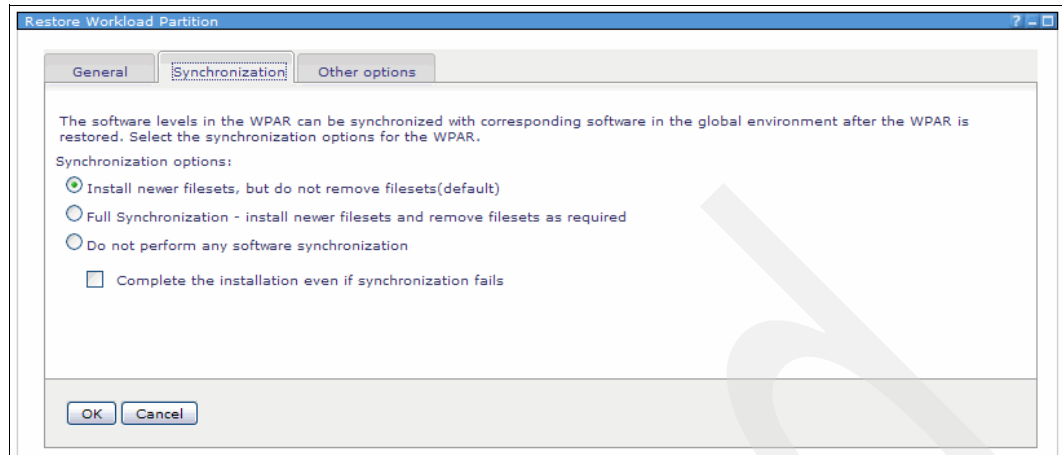 Restore Workload Partition ? – □
General Synchronization Other options
The software levels in the WPAR can be synchronized with corresponding software in the global environment after the WPAR is
restored. Select the synchronization options for the WPAR.
Synchronization options:
Install newer filesets, but do not remove filesets(default)
Full Synchronization - install newer filesets and remove filesets as required
Do not perform any software synchronization
Complete the installation even if synchronization fails
OK Cancel